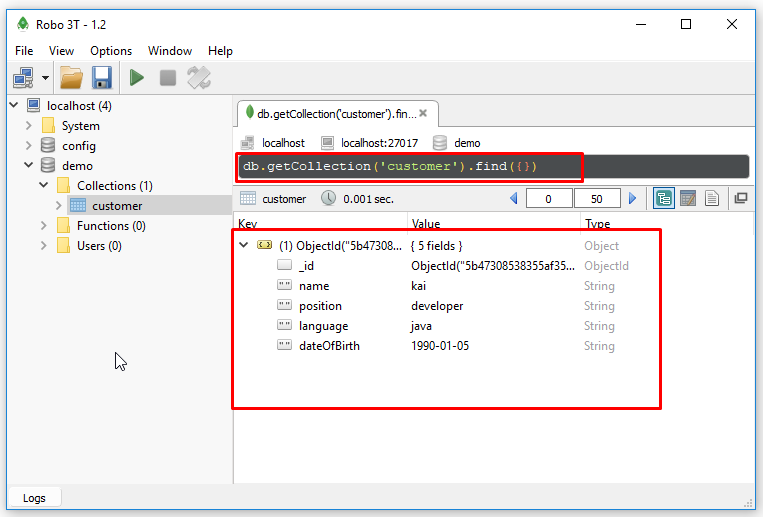 Robo 3T - 1.2
File View Options Window Help
localhost (4)
System
config
demo
Collections (1)
customer
Functions (0)
Users (0)
db.getCollection('customer').fin...
localhost localhost:27017 demo
db.getCollection('customer').find({})
customer 0.001 sec. 0 50
Key Value Type
(1) ObjectId("5b47308... { 5 fields } Object
_id ObjectId("5b47308538355af35... ObjectId
name kai String
position developer String
language java String
dateOfBirth 1990-01-05 String
Logs